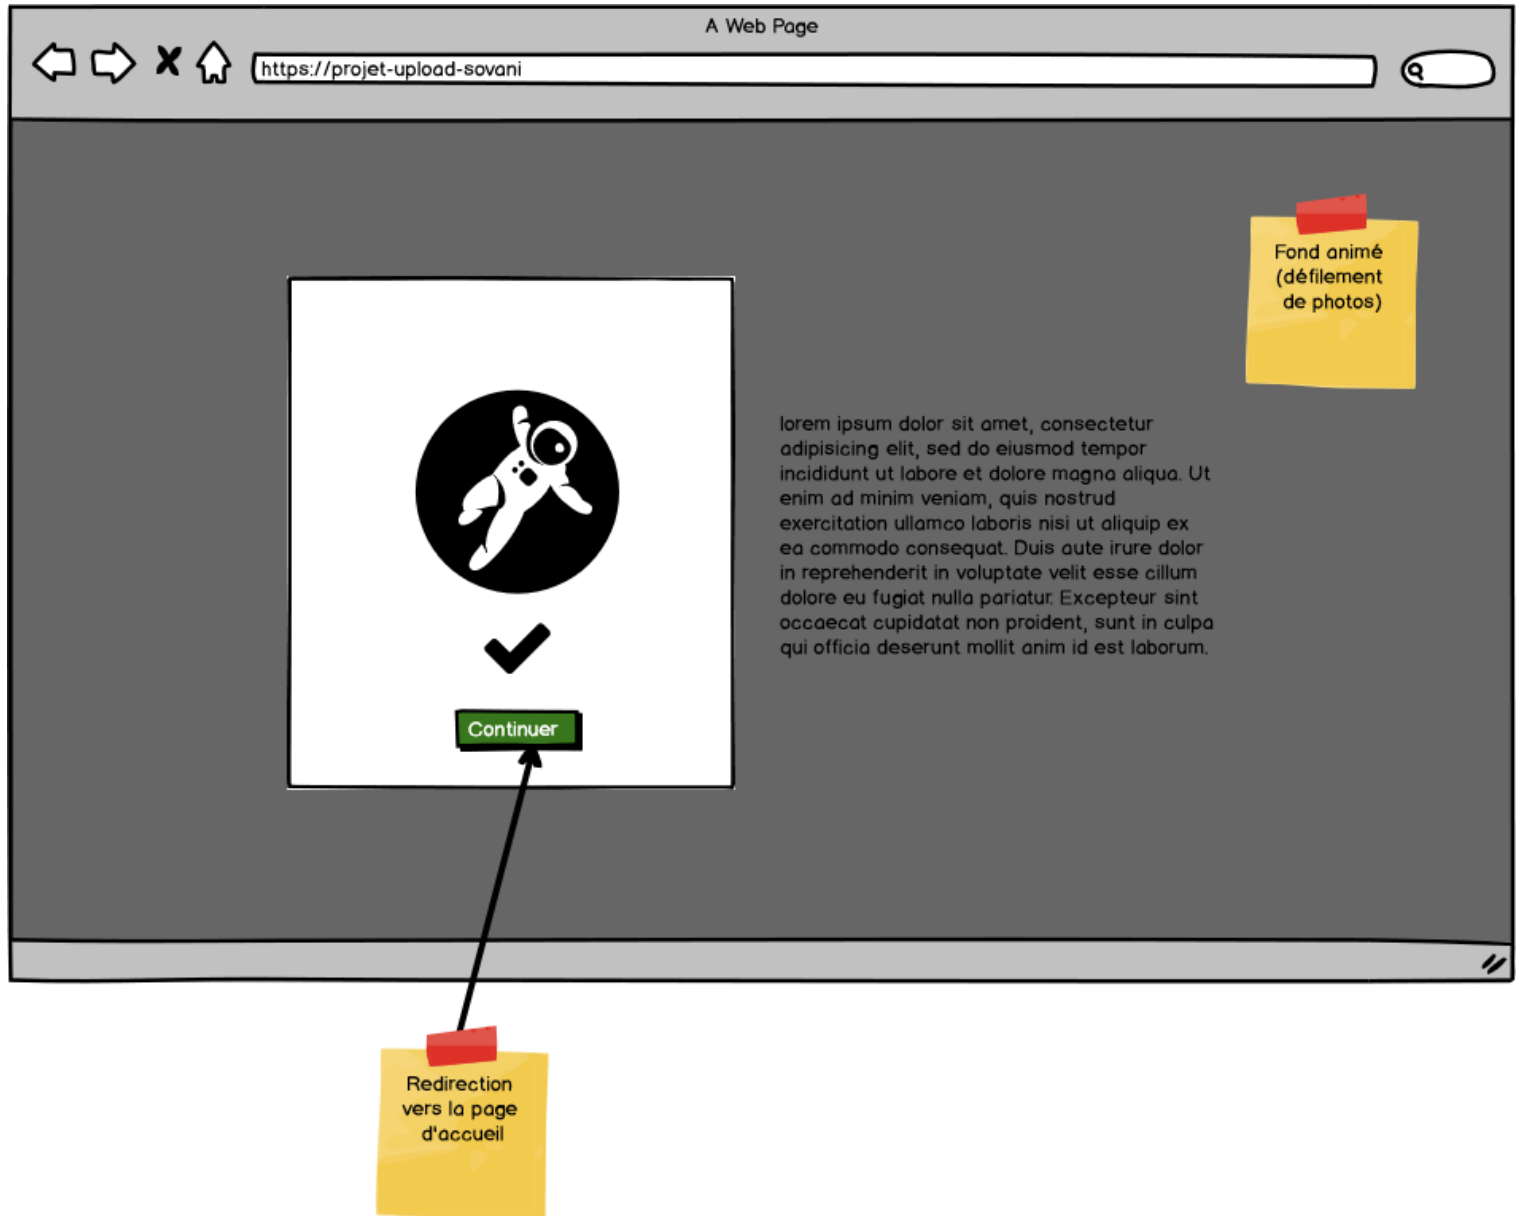 A Web Page
https://projet-upload-sovani
Fond animé
(défilement
de photos)
lorem ipsum dolor sit amet, consectetur
adipisicing elit, sed do eiusmod tempor
incididunt ut labore et dolore magna aliqua. Ut
enim ad minim veniam, quis nostrud
exercitation ullamco laboris nisi ut aliquip ex
ea commodo consequat. Duis aute irure dolor
in reprehenderit in voluptate velit esse cillum
dolore eu fugiat nulla pariatur. Excepteur sint
occaecat cupidatat non proident, sunt in culpa
qui officia deserunt mollit anim id est laborum.
Continuer
Redirection
vers la page
d'accueil